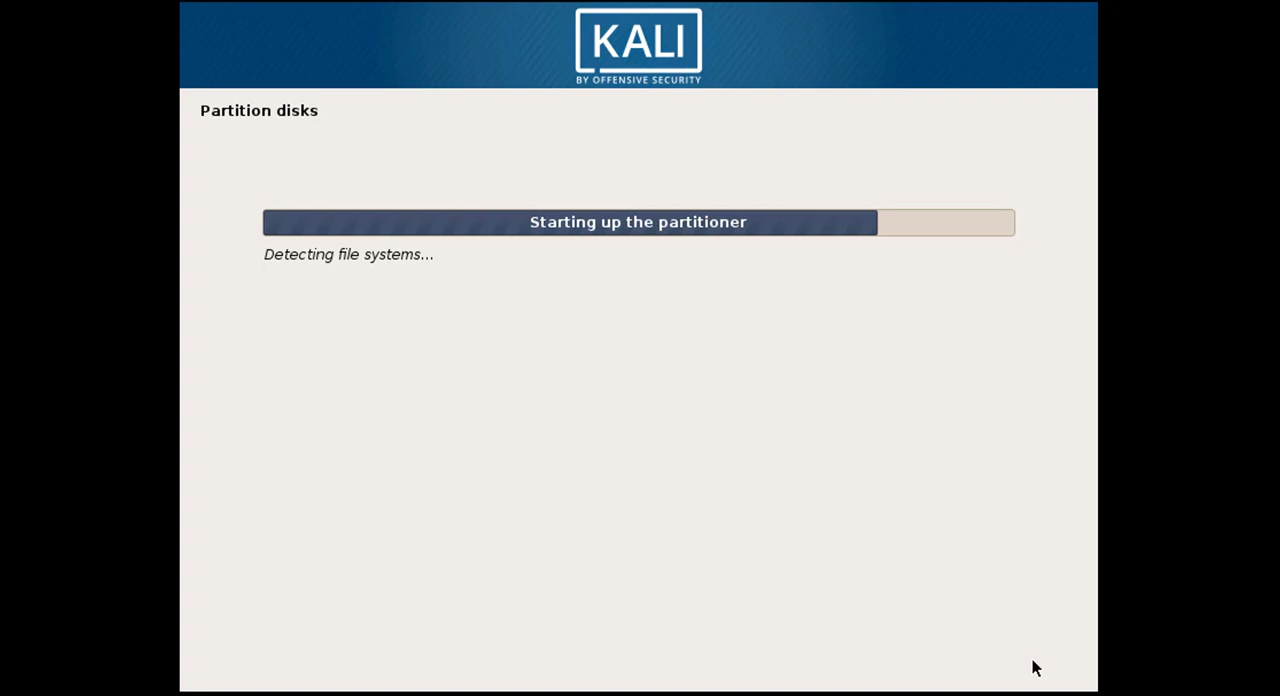 KALI
BY OFFENSIVE SECURITY
Partition disks
Starting up the partitioner
Detecting file systems...